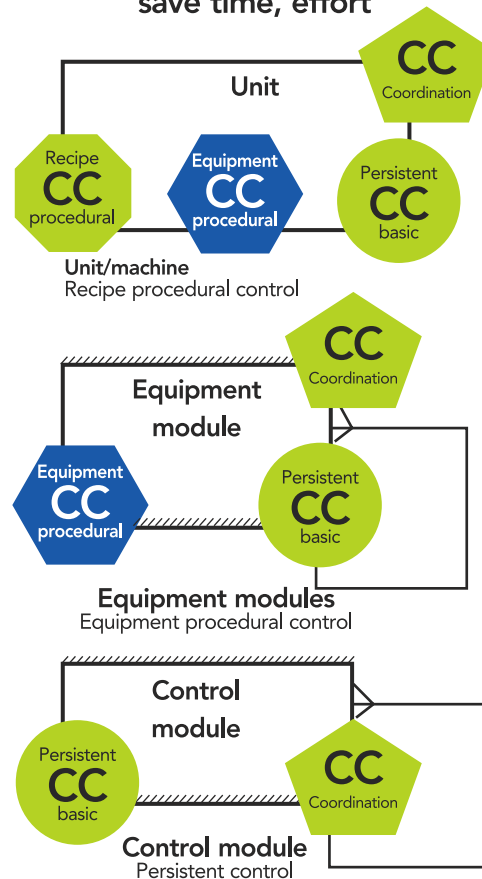 save time, effort
CC
Coordination
Unit
Recipe
CC
procedural
Equipment
CC
procedural
Persistent
CC
basic
Unit/machine
Recipe procedural control
CC
Coordination
Equipment
module
Equipment
CC
procedural
Persistent
CC
basic
Equipment modules
Equipment procedural control
Control
module
Persistent
CC
basic
CC
Coordination
Control module
Persistent control